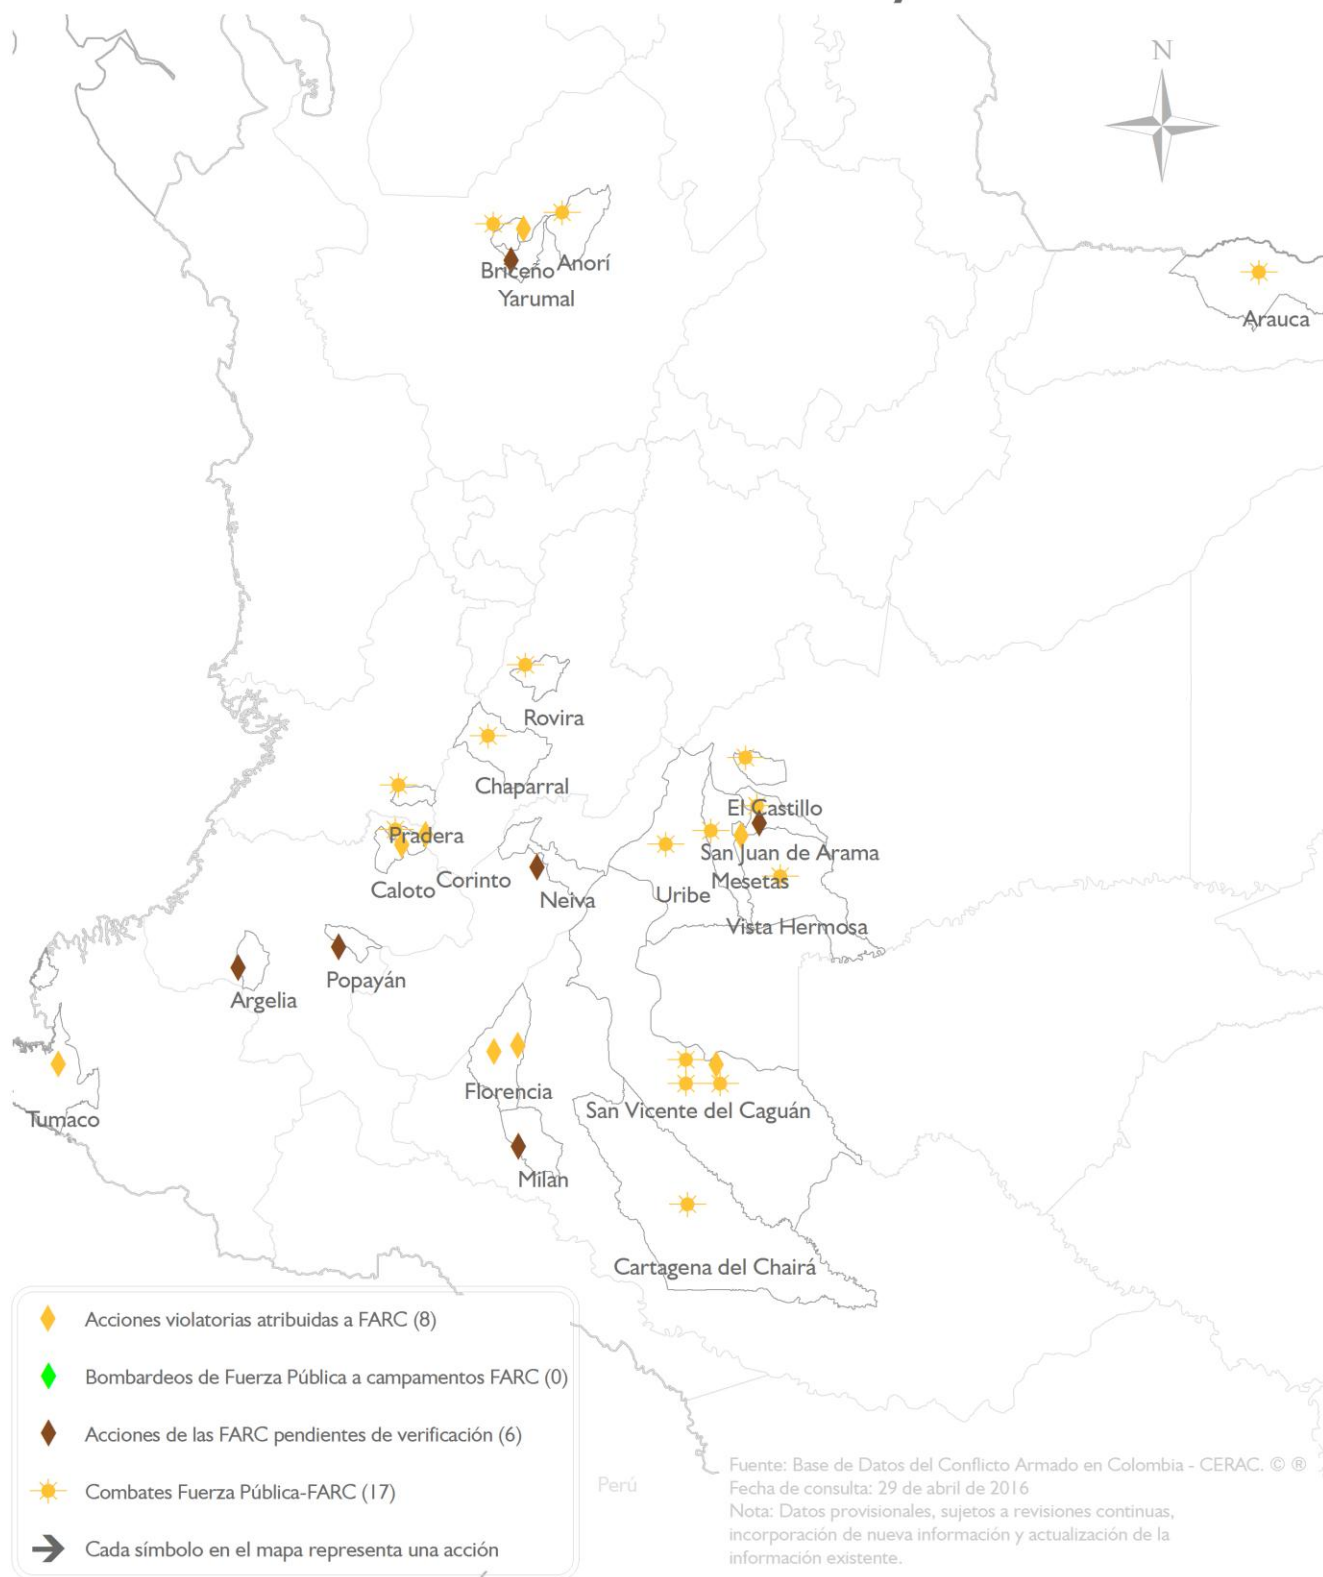 N
Anorí
Briceño
Yarumal
Arauca
Rovira
Chaparral
El Castillo
Pradera
San Juan de Arama
Corinto
Caloto
Mesetas
Uribe
Neiva
Vista Hermosa
Popayán
Argelia
Florencia
San Vicente del Caguán
Tumaco
Milan
Cartagena del Chairá
Acciones violatorias atribuidas a FARC (8)
Bombardeos de Fuerza Pública a campamentos FARC (0)
Acciones de las FARC pendientes de verificación (6)
Combates Fuerza Pública-FARC (17)
Cada símbolo en el mapa representa una acción
Perú
Fuente: Base de Datos del Conflicto Armado en Colombia - CERAC. © ®
Fecha de consulta: 29 de abril de 2016
Nota: Datos provisionales, sujetos a revisiones continuas,
incorporación de nueva información y actualización de la
información existente.